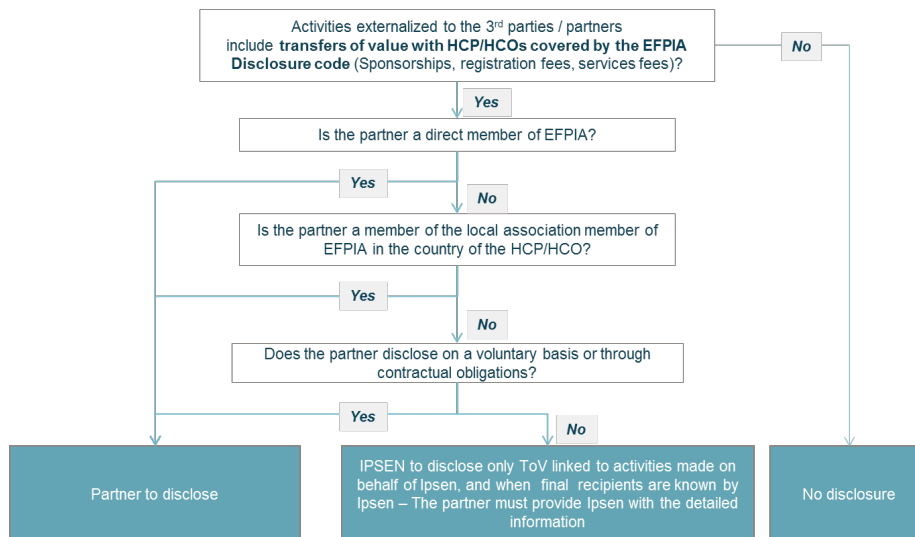 Activities externalized to the 3rd parties / partners
include transfers of value with HCP/HCOs covered by the EFPIA
Disclosure code (Sponsorships, registration fees, services fees)?
No
Yes
Is the partner a direct member of EFPIA?
Yes
No
Is the partner a member of the local association member of
EFPIA in the country of the HCP/HCO?
Yes
No
Does the partner disclose on a voluntary basis or through
contractual obligations?
Yes
No
Partner to disclose
IPSEN to disclose only ToV linked to activities made on
behalf of Ipsen, and when final recipients are known by
Ipsen – The partner must provide Ipsen with the detailed
information
No disclosure